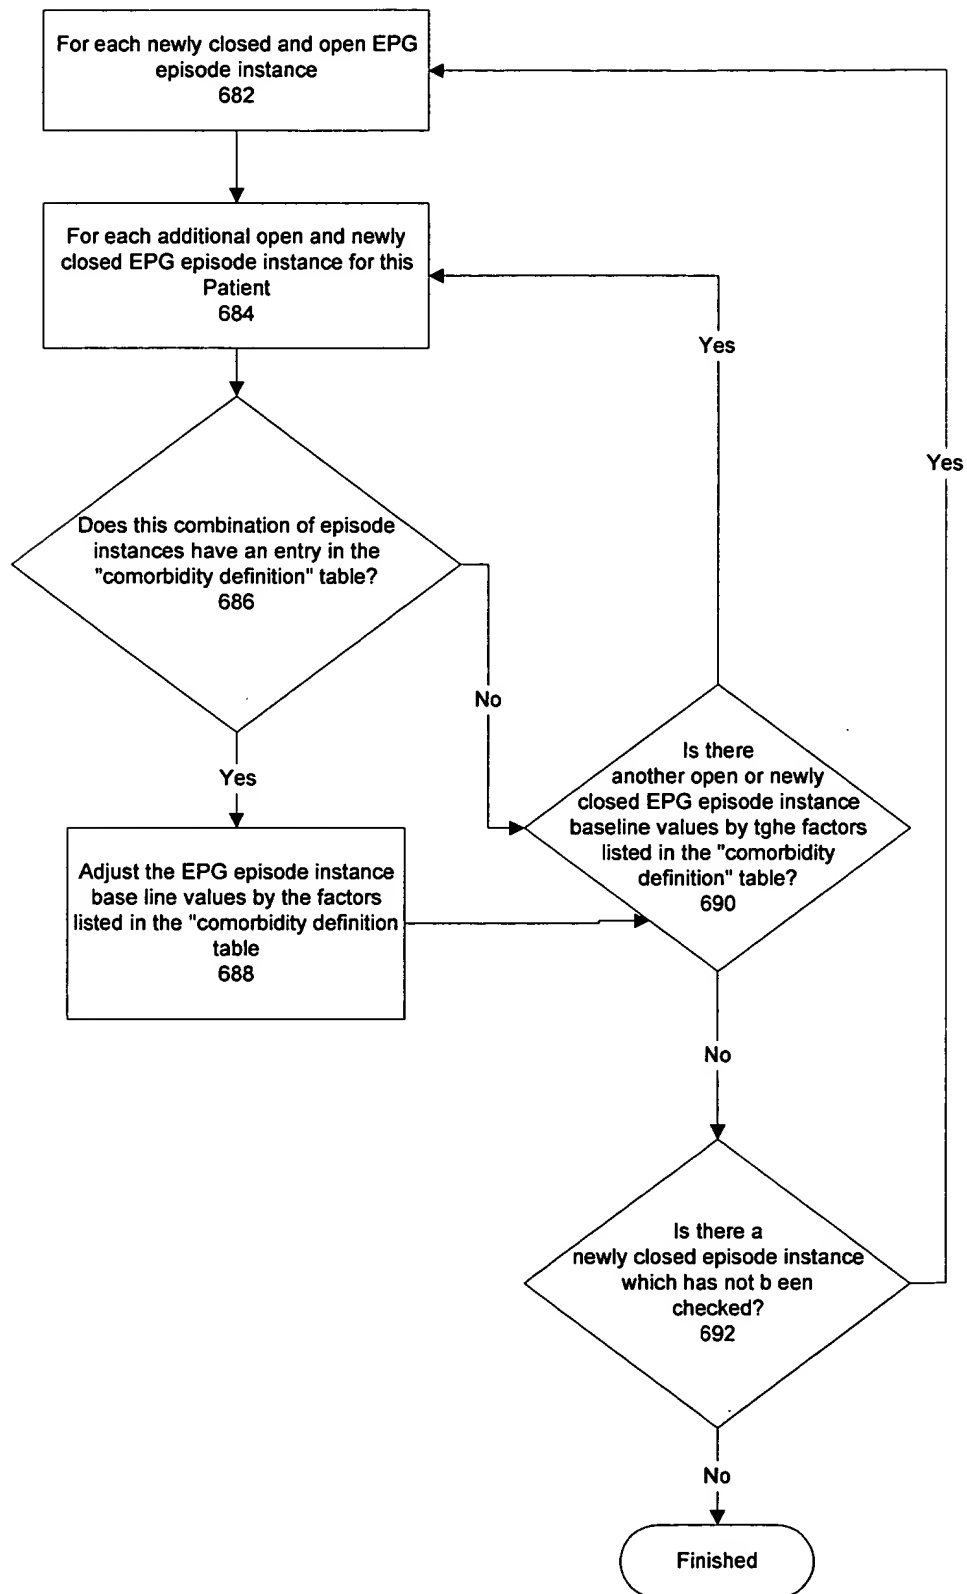 For each newly closed and open EPG
episode instance
682
For each additional open and newly
closed EPG episode instance for this
Patient
684
Yes
Yes
Does this combination of episode
instances have an entry in the
"comorbidity definition" table?
686
No
Is there
another open or newly
closed EPG episode instance
baseline values by tghe factors
listed in the "comorbidity
definition" table?
690
Yes
Adjust the EPG episode instance
base line values by the factors
listed in the "comorbidity definition
table
688
No
Is there a
newly closed episode instance
which has not b een
checked?
692
No
Finished